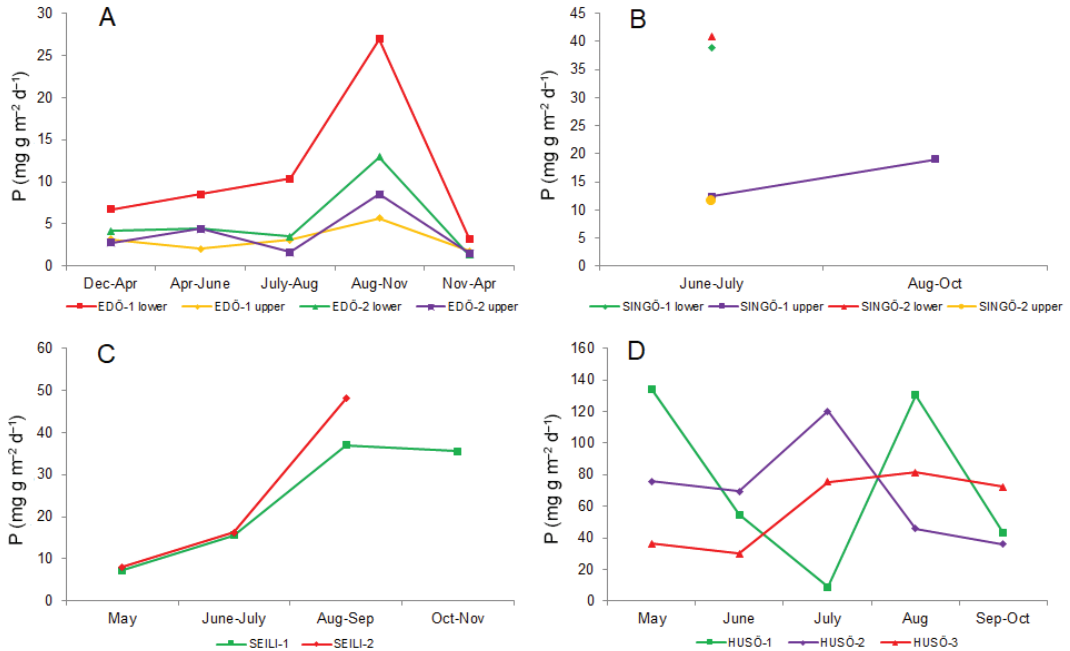 A
P (mg g m⁻² d⁻¹)
30
25
20
15
10
5
0
Dec-Apr Apr-June July-Aug Aug-Nov Nov-Apr
EDÖ-1 lower EDÖ-1 upper EDÖ-2 lower EDÖ-2 upper
B
P (mg g m⁻² d⁻¹)
45
40
35
30
25
20
15
10
5
0
June-July Aug-Oct
SINGÖ-1 lower SINGÖ-1 upper SINGÖ-2 lower SINGÖ-2 upper
C
P (mg g m⁻² d⁻¹)
60
50
40
30
20
10
0
May June-July Aug-Sep Oct-Nov
SEILI-1 SEILI-2
D
P (mg g m⁻² d⁻¹)
160
140
120
100
80
60
40
20
0
May June July Aug Sep-Oct
HUSÖ-1 HUSÖ-2 HUSÖ-3